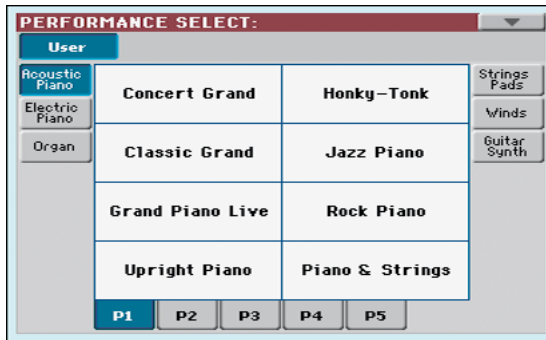 PERFORMANCE SELECT:
User
Acoustic
Piano
Electric
Piano
Organ
Concert Grand
Honky-Tonk
Classic Grand
Jazz Piano
Grand Piano Live
Rock Piano
Upright Piano
Piano & Strings
Strings
Pads
Winds
Guitar
Synth
P1 P2 P3 P4 P5